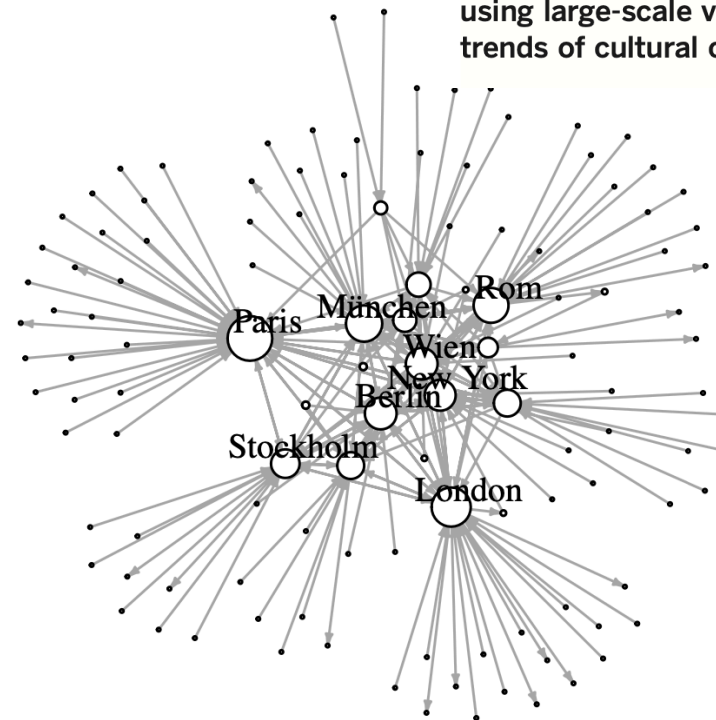 using large-scale v
trends of cultural c
Rom
München
Paris
Wien
New York
Berlin
Stockholm
London